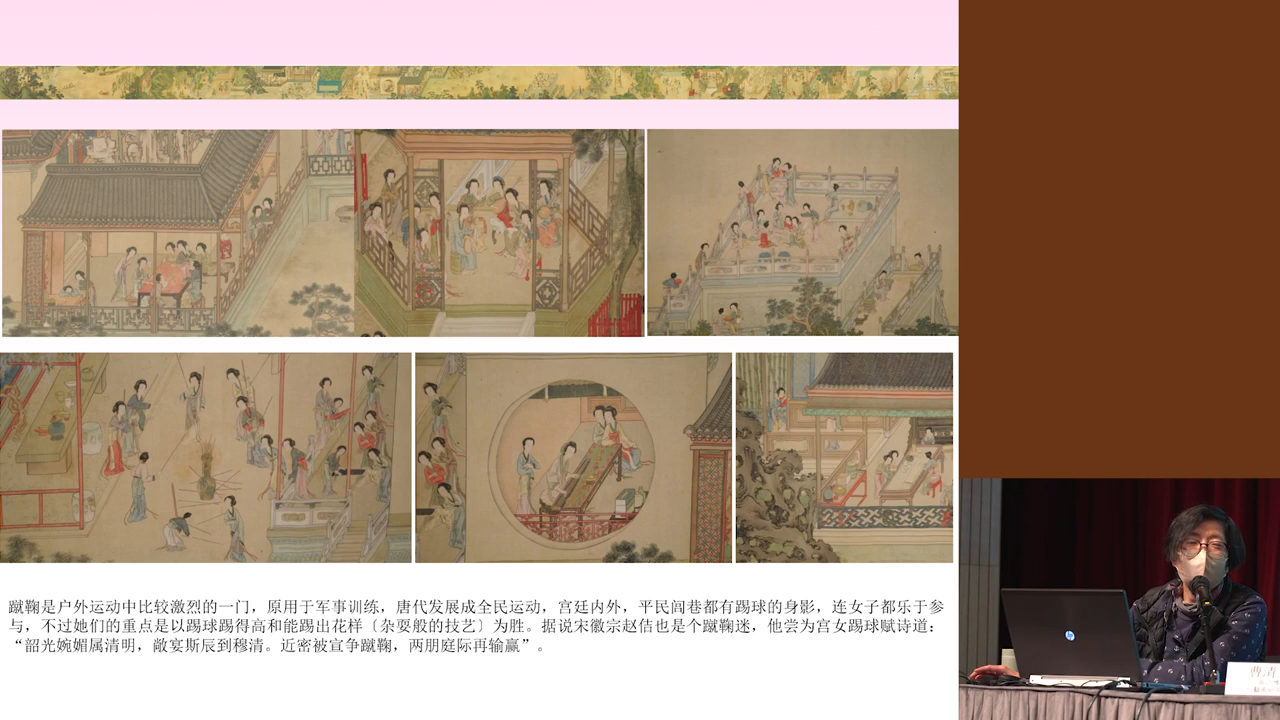 蹴鞠是户外运动中比较激烈的一门，原用于军事训练，唐代发展成全民运动，宫廷内外，平民闾巷都有踢球的身影，连女子都乐于参
与，不过她们的重点是以踢球踢得高和能踢出花样〔杂耍般的技艺〕为胜。据说宋徽宗赵佶也是个蹴鞠迷，他尝为宫女踢球赋诗道：
“韶光婉媚属清明，敞宴斯辰到穆清。近密被宣争蹴鞠，两朋庭际再输赢”。
曹清